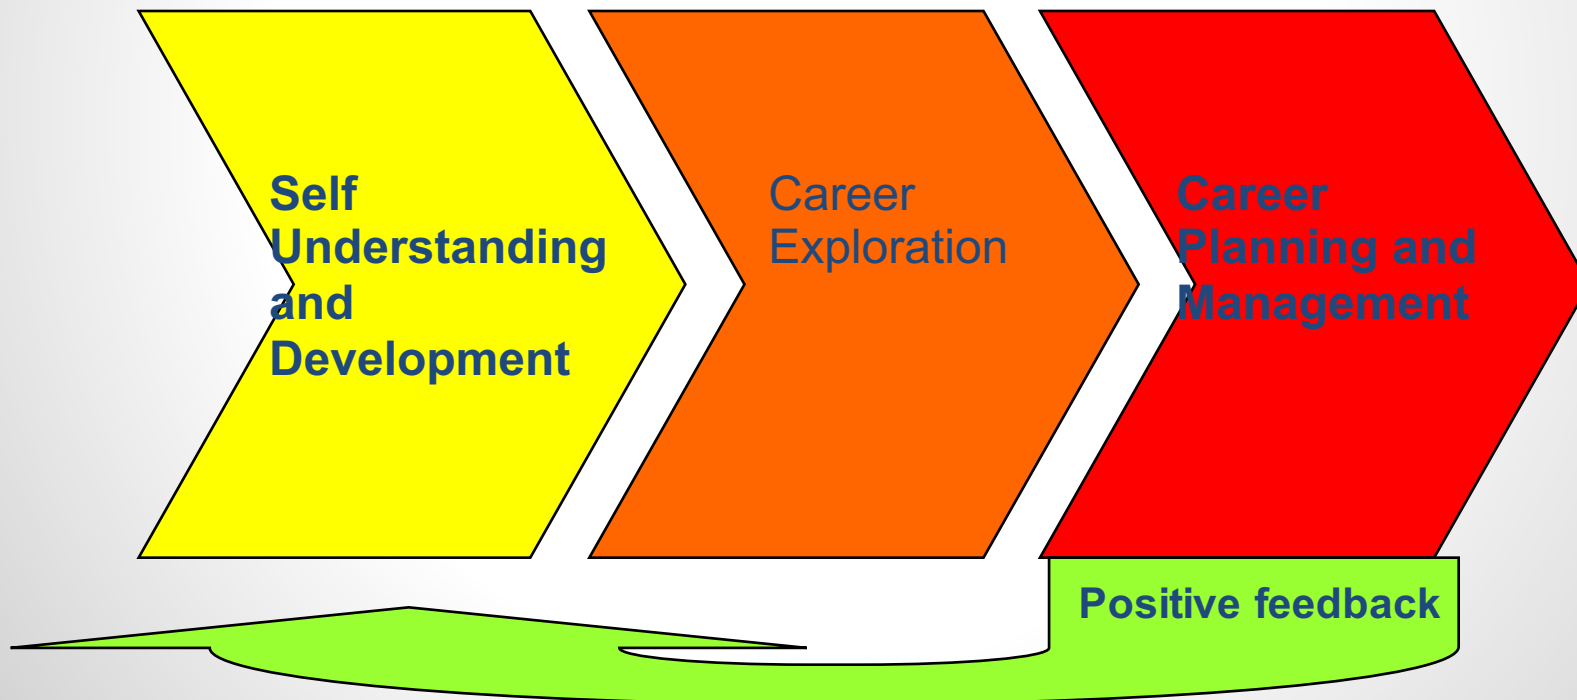 Self
Understanding
and
Development
Career
Exploration
Career
Planning and
Management
Positive feedback